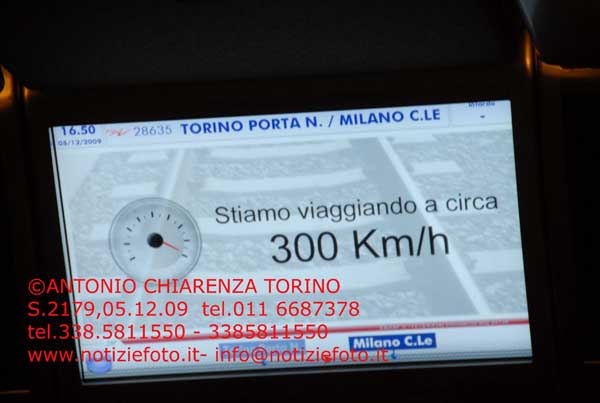 Ritardo
16.50 28635 TORINO PORTA N. / MILANO C.LE -
05/12/2009
Stiamo viaggiando a circa
300 Km/h
©ANTONIO CHIARENZA TORINO
S.2179,05.12.09 tel.011 6687378
tel.338.5811550 - 3385811550
www.notiziefoto.it- info@notiziefoto.it
Milano C.Le